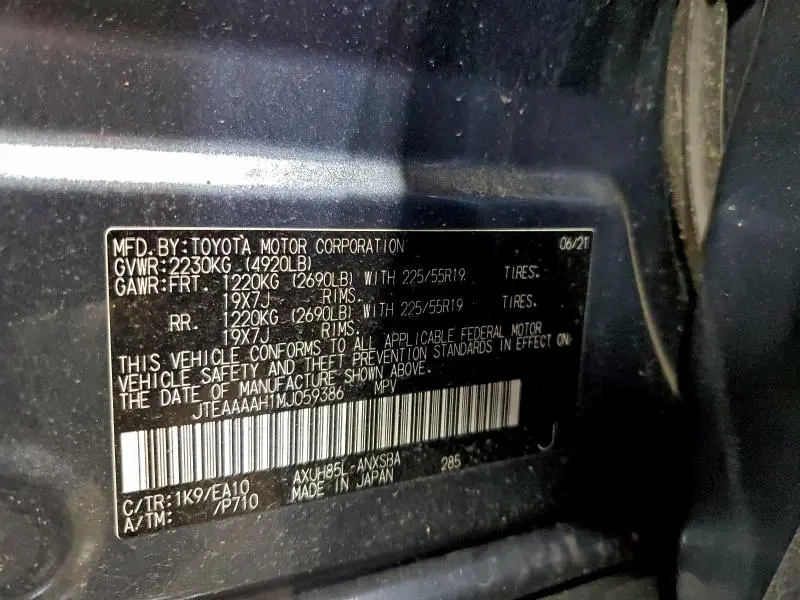 MFD. BY: TOYOTA MOTOR CORPORATION 06/21
GVWR: 2230KG (4920LB)
GAWR: FRT. 1220KG (2690LB) WITH 225/55R19 TIRES.
19X7J RIMS.
RR. 1220KG (2690LB) WITH 225/55R19 TIRES.
19X7J RIMS.
THIS VEHICLE CONFORMS TO ALL APPLICABLE FEDERAL MOTOR
VEHICLE SAFETY AND THEFT PREVENTION STANDARDS IN EFFECT ON
THE DATE OF MANUFACTURE SHOWN ABOVE.
JTEAAAAH1MJ059386 MPV
J
C/TR: 1K9/EA10 AXUH85L-ANXSBA 285
A/TM: /P710 MADE IN JAPAN